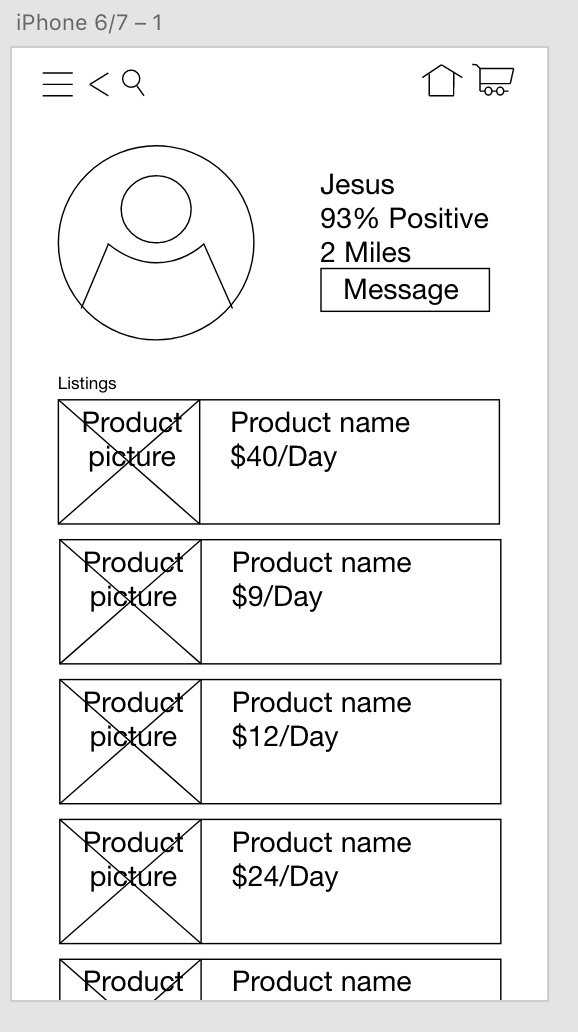 iPhone 6/7 – 1
Jesus
93% Positive
2 Miles
Message
Listings
Product
picture
Product name
$40/Day
Product
picture
Product name
$9/Day
Product
picture
Product name
$12/Day
Product
picture
Product name
$24/Day
Product
Product name